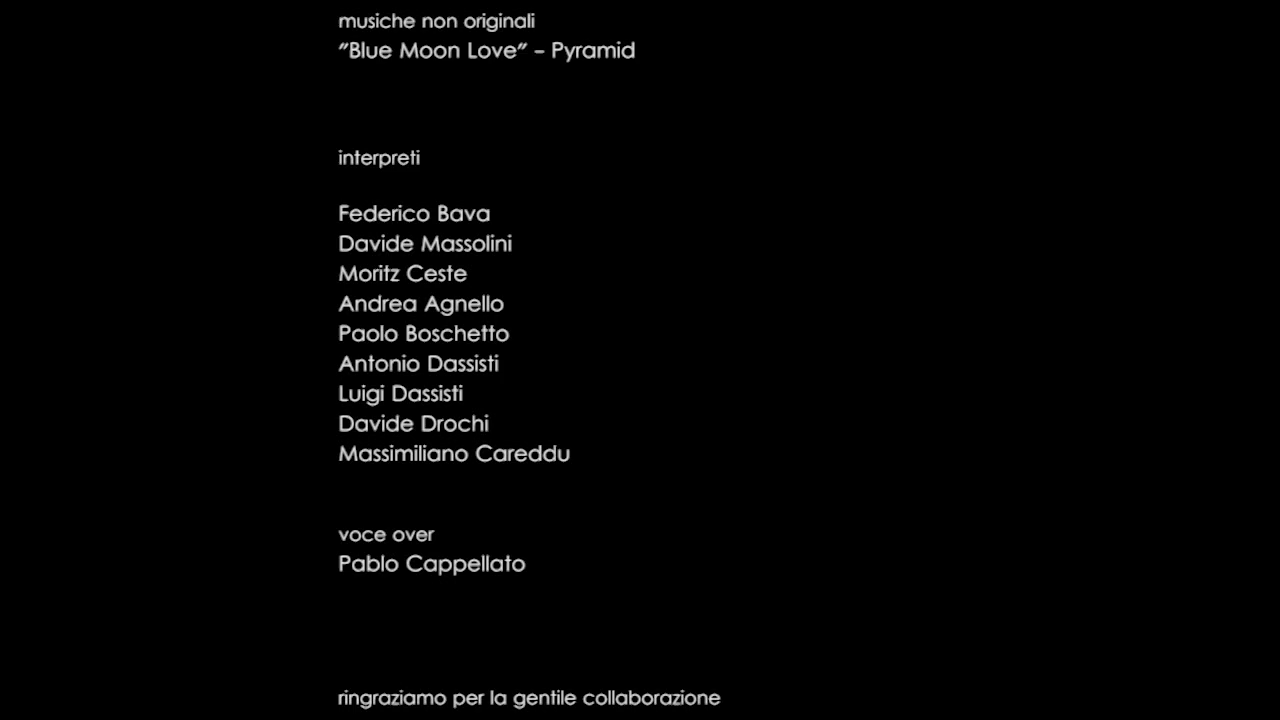 musiche non originali
"Blue Moon Love" – Pyramid
interpreti
Federico Bava
Davide Massolini
Moritz Ceste
Andrea Agnello
Paolo Boschetto
Antonio Dassisti
Luigi Dassisti
Davide Drochi
Massimiliano Careddu
voce over
Pablo Cappellato
ringraziamo per la gentile collaborazione